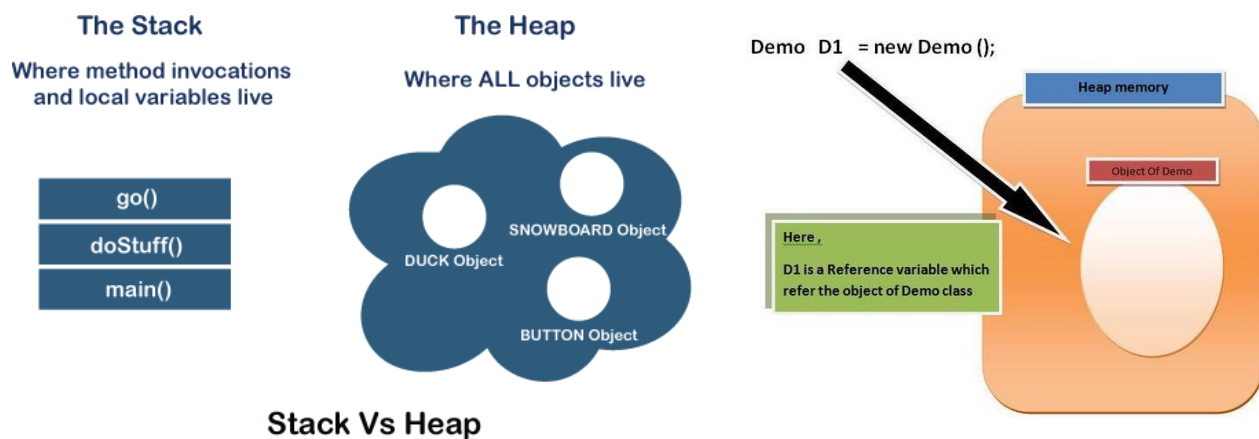 The Stack
Where method invocations
and local variables live
go()
doStuff()
main()
The Heap
Where ALL objects live
DUCK Object
SNOWBOARD Object
BUTTON Object
Stack Vs Heap
Demo D1 = new Demo ();
Heap memory
Object Of Demo
Here ,
D1 is a Reference variable which
refer the object of Demo class